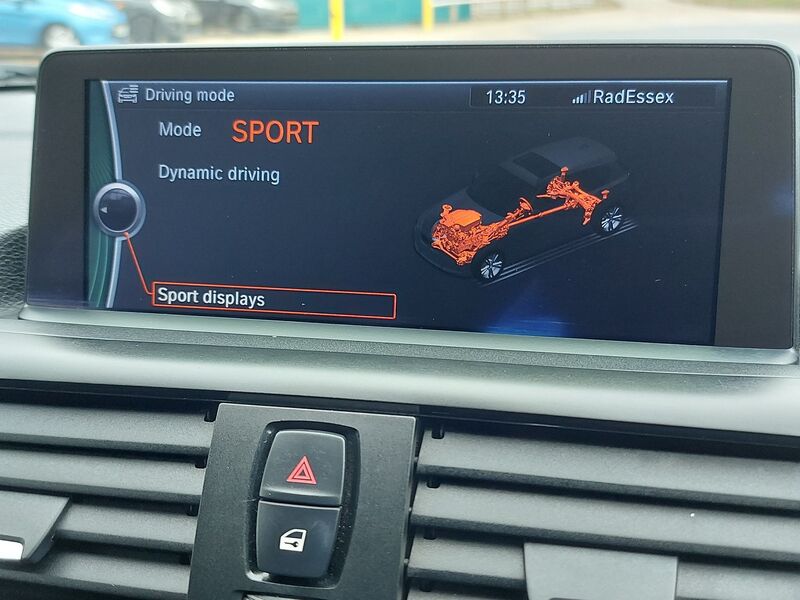 Driving mode 13:35 RadEssex
Mode SPORT
Dynamic driving
Sport displays